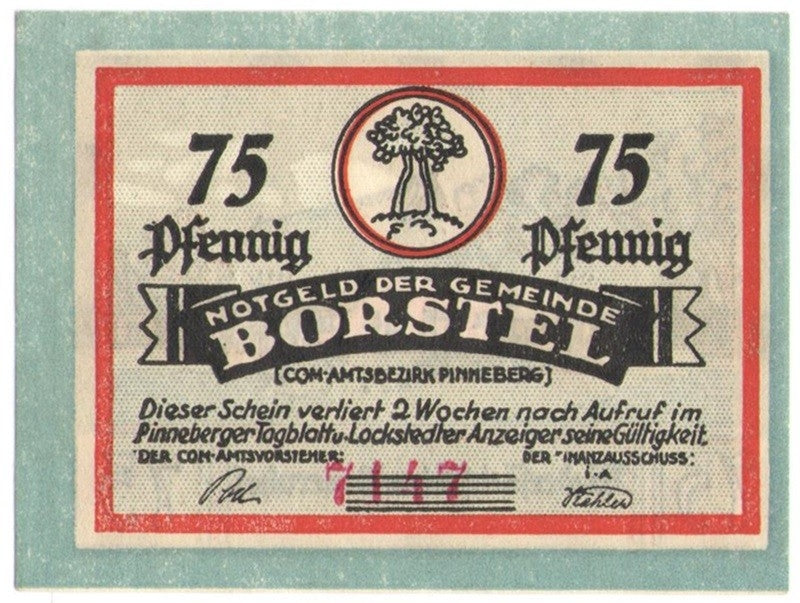 75 75
Pfennig Pfennig
NOTGELD DER GEMEINDE
BORSTEL
[COM-AMTSBEZIRK PINNEBERG]
Dieser Schein verliert 2 Wochen nach Aufruf im
Pinneberger Tagblatt u. Lockstedter Anzeiger seine Gültigkeit.
DER COM-AMTSVORSTEHER: DER FINANZAUSSCHUSS:
i.A
7147